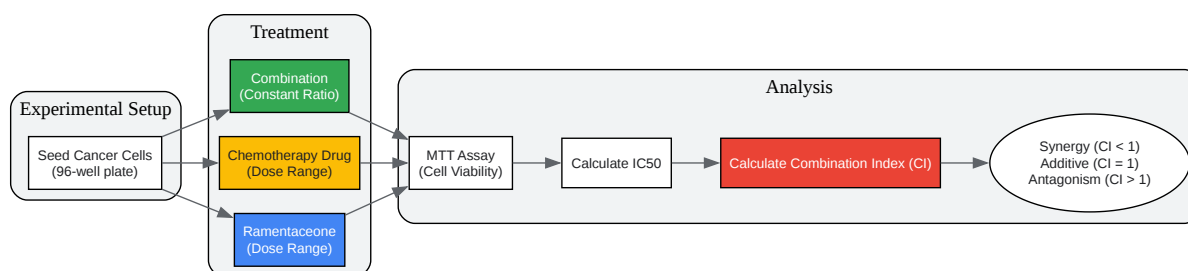 Experimental Setup
Seed Cancer Cells
(96-well plate)
Treatment
Combination
(Constant Ratio)
Chemotherapy Drug
(Dose Range)
Ramentaceone
(Dose Range)
Analysis
MTT Assay
(Cell Viability)
Calculate IC50
Calculate Combination Index (CI)
Synergy (CI < 1)
Additive (CI = 1)
Antagonism (CI > 1)